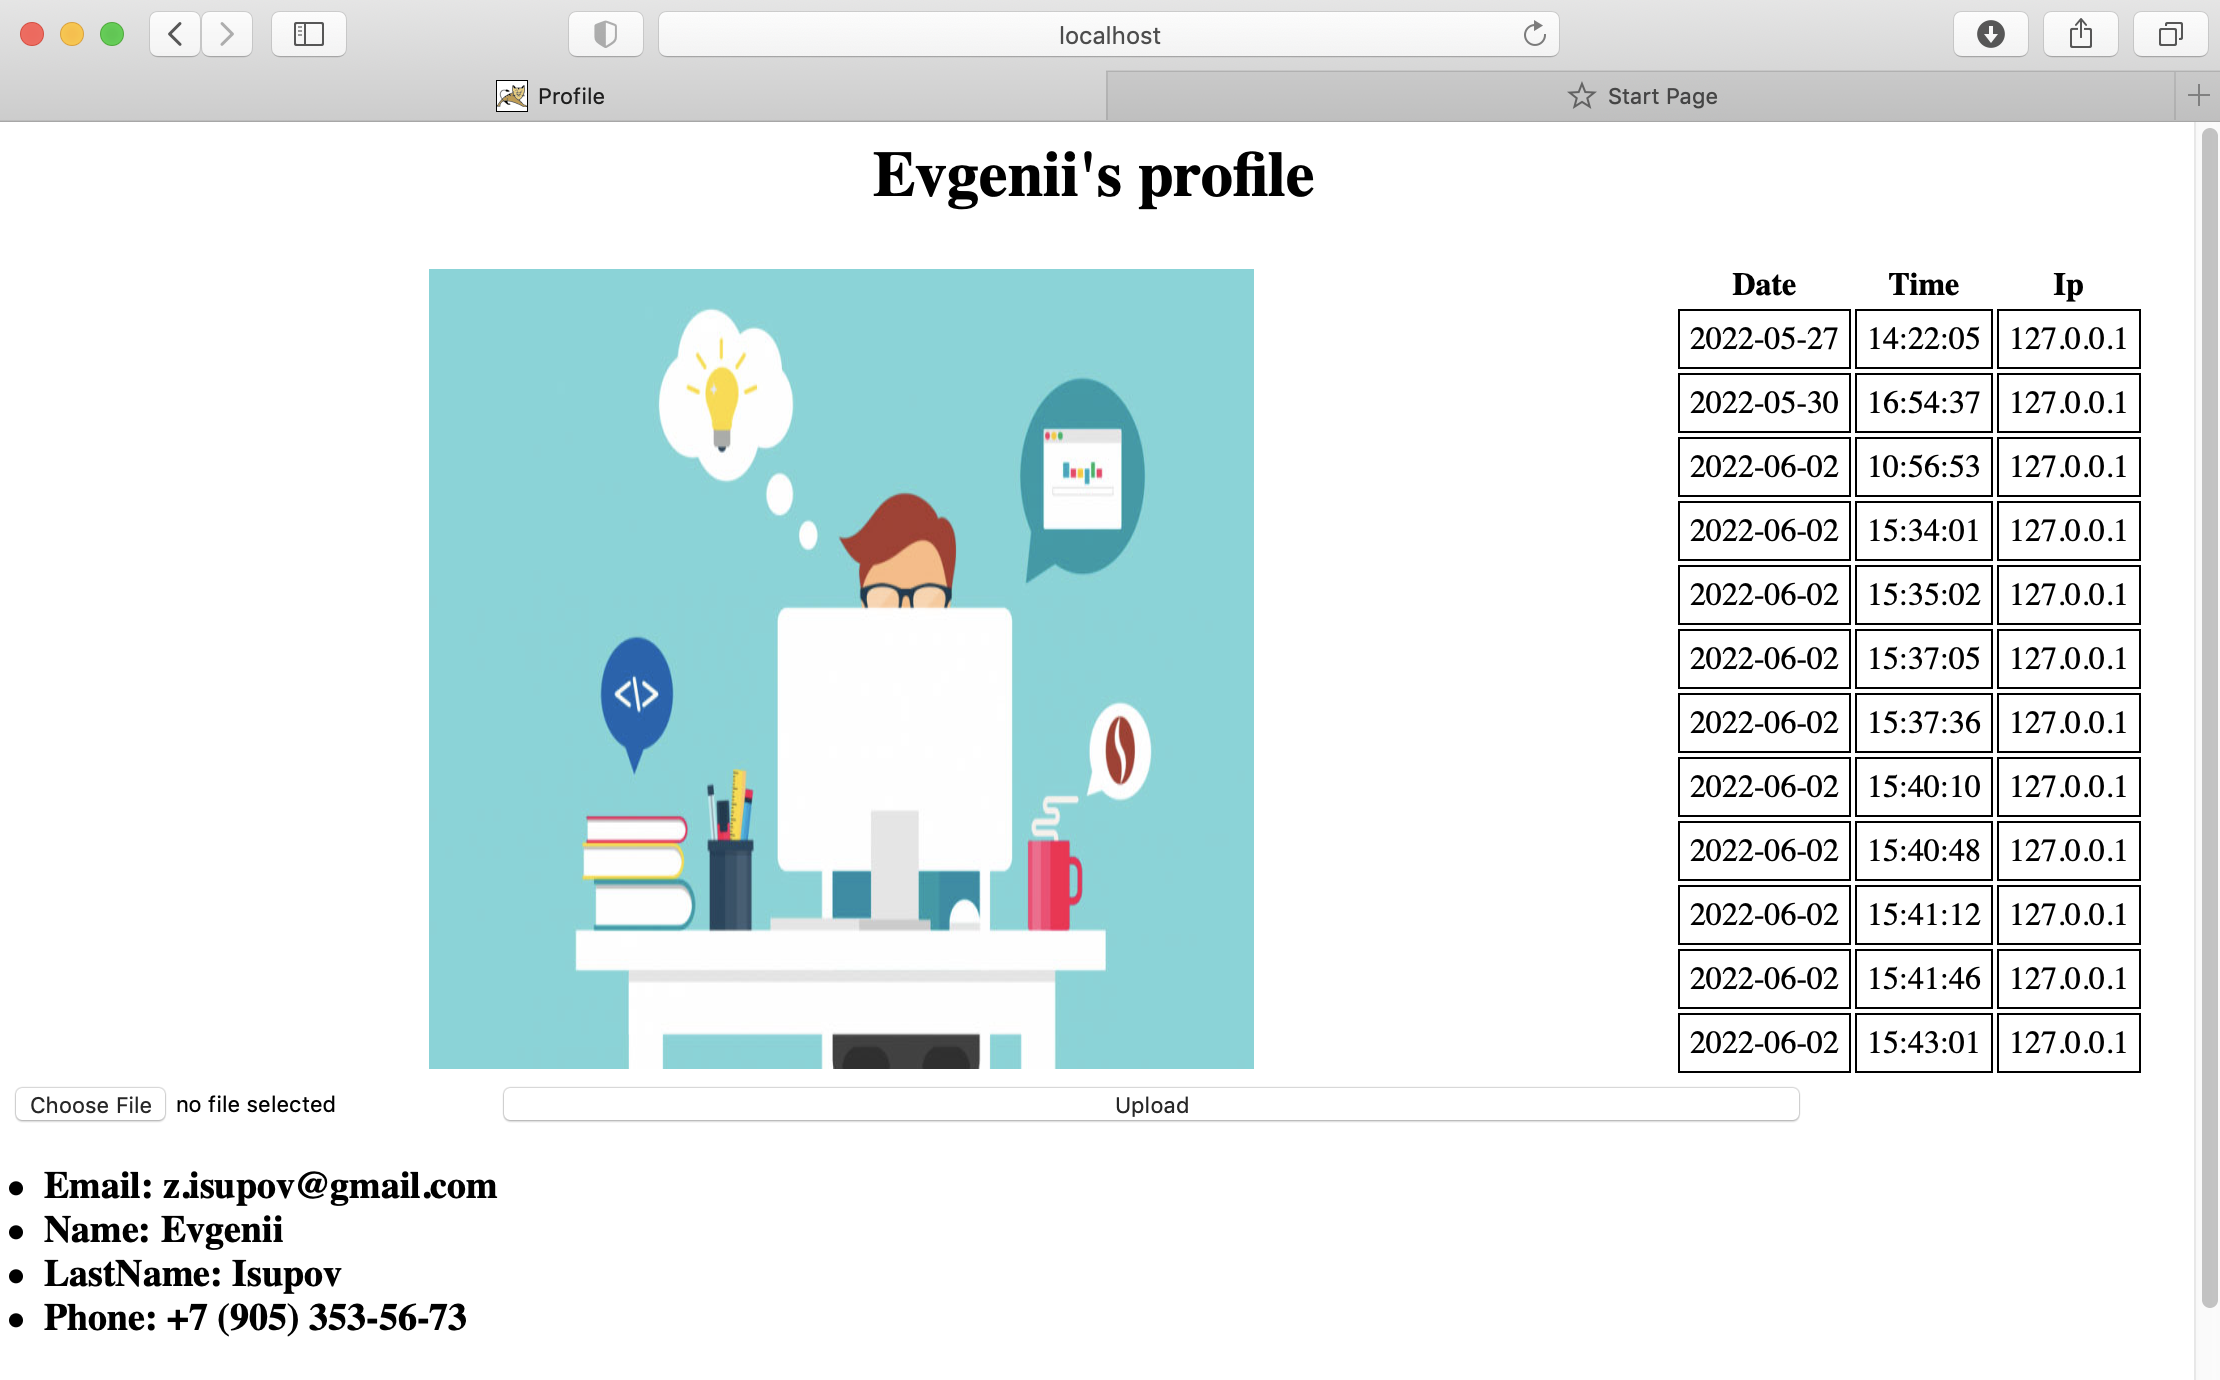 localhost
Profile
Start Page
Evgenii's profile
Date Time Ip
2022-05-27 14:22:05 127.0.0.1
2022-05-30 16:54:37 127.0.0.1
2022-06-02 10:56:53 127.0.0.1
2022-06-02 15:34:01 127.0.0.1
2022-06-02 15:35:02 127.0.0.1
2022-06-02 15:37:05 127.0.0.1
2022-06-02 15:37:36 127.0.0.1
2022-06-02 15:40:10 127.0.0.1
2022-06-02 15:40:48 127.0.0.1
2022-06-02 15:41:12 127.0.0.1
2022-06-02 15:41:46 127.0.0.1
2022-06-02 15:43:01 127.0.0.1
</>
Choose File no file selected Upload
• Email: z.isupov@gmail.com
• Name: Evgenii
• LastName: Isupov
• Phone: +7 (905) 353-56-73